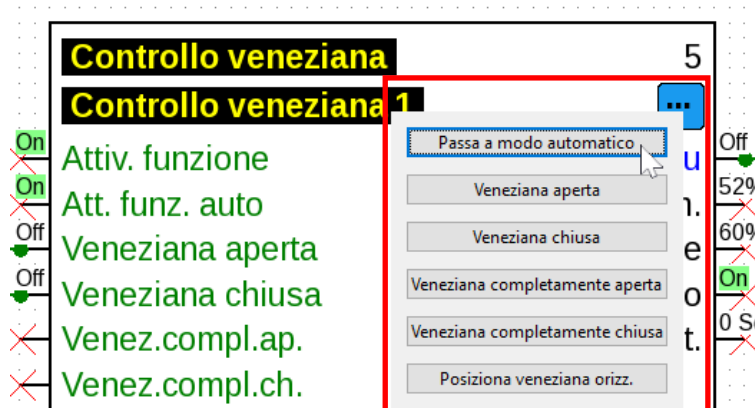 Controllo veneziana 5
Controllo veneziana 1 ...
On Attiv. funzione u Off
On Att. funz. auto n. 52%
Off Veneziana aperta e 60%
Off Veneziana chiusa o On
Venez.compl.ap. t. 0 S
Venez.compl.ch.
Passa a modo automatico
Veneziana aperta
Veneziana chiusa
Veneziana completamente aperta
Veneziana completamente chiusa
Posiziona veneziana orizz.